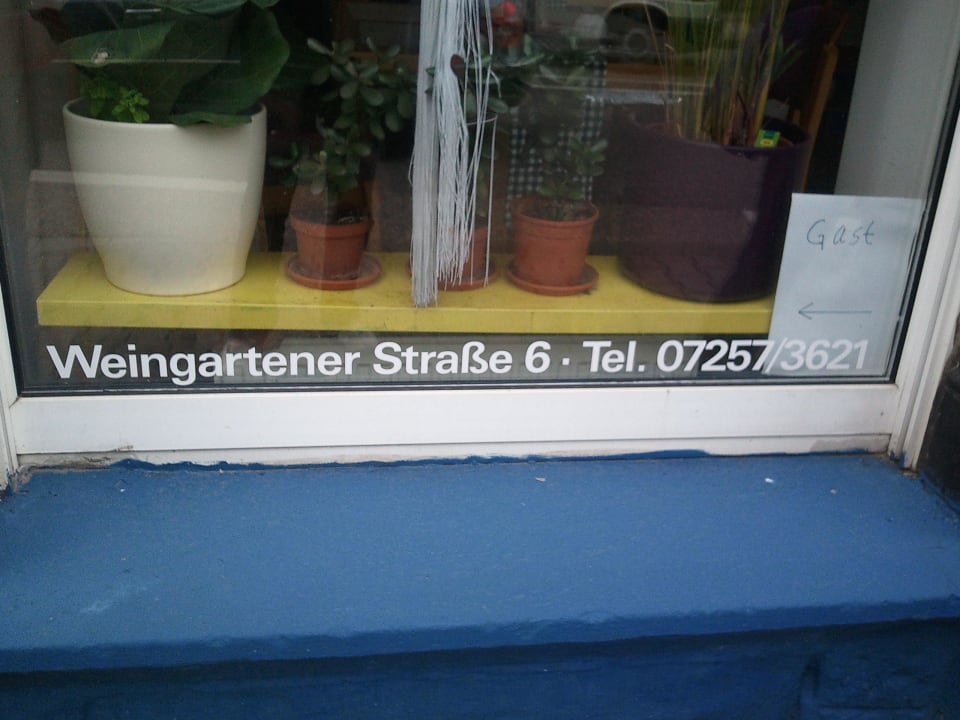 Gast
←
Weingartener Straße 6 · Tel. 07257/3621